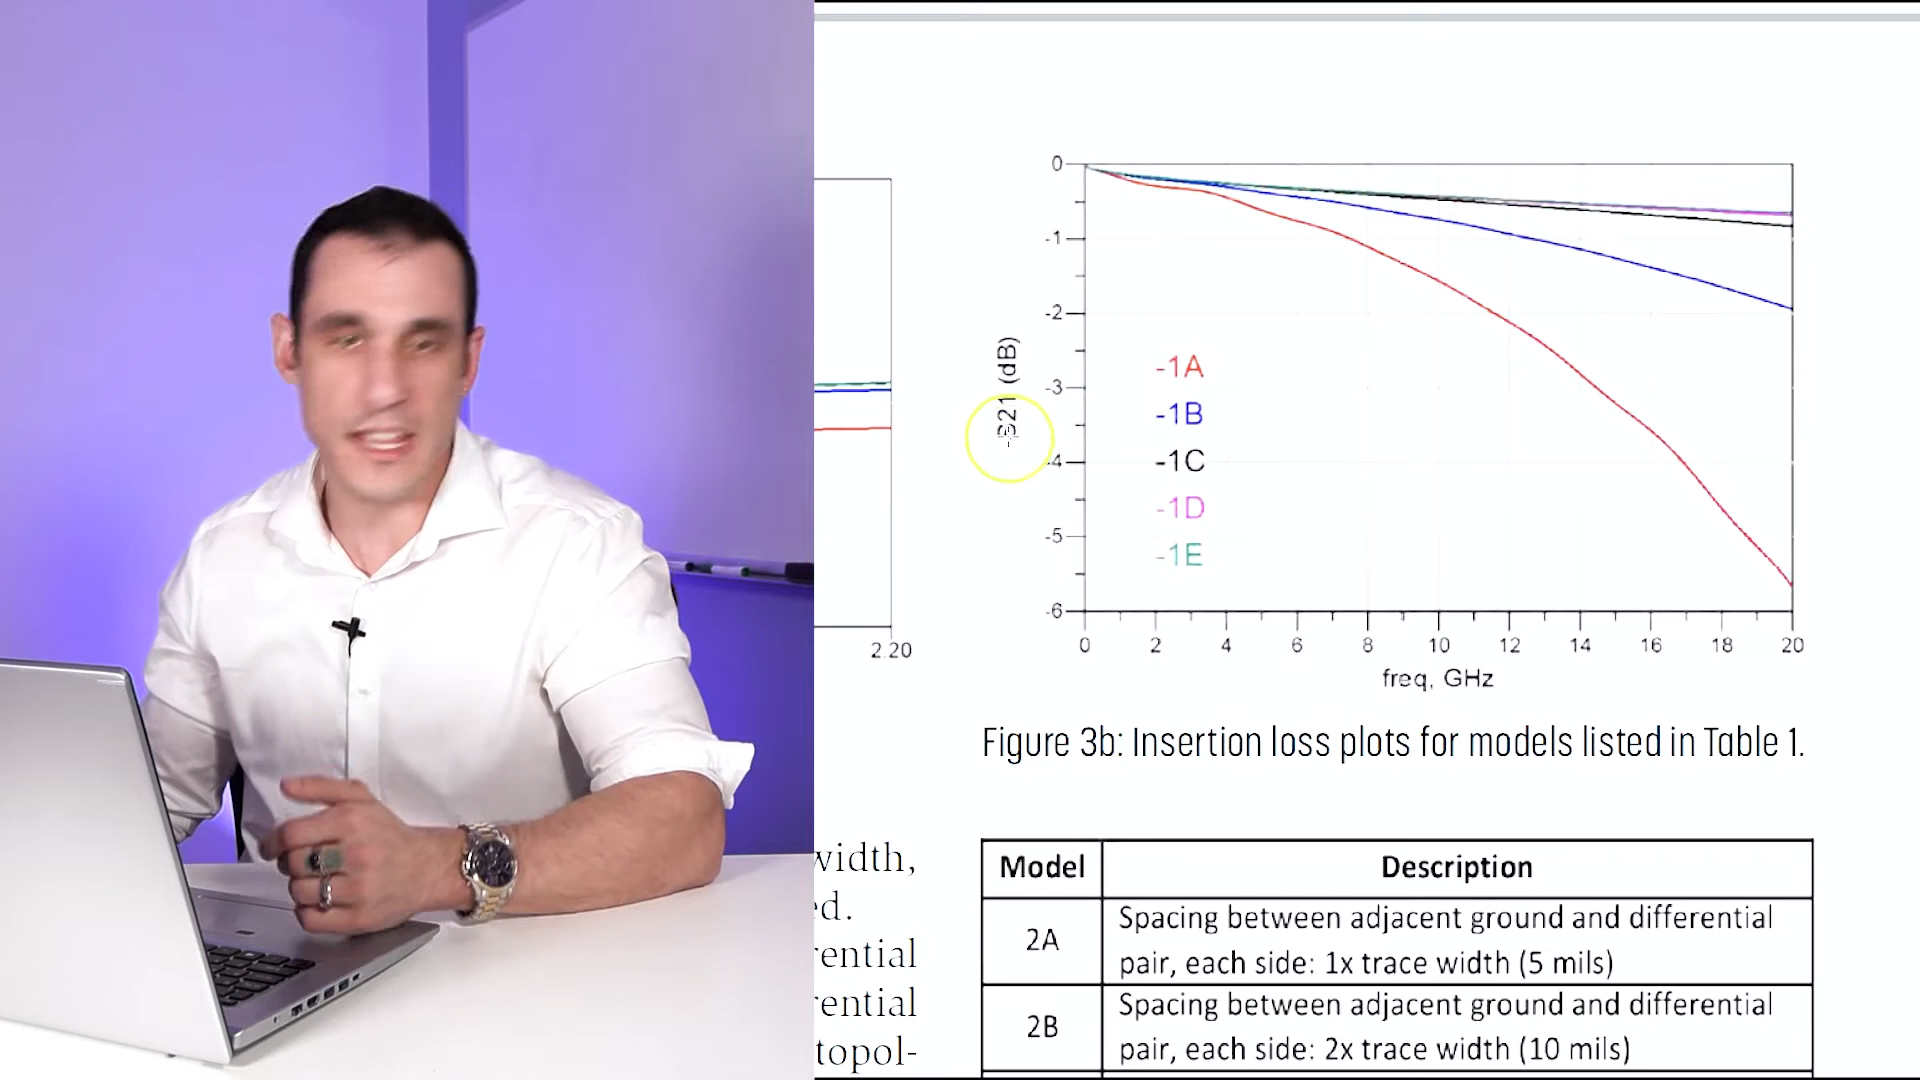 0
-1
-2
-3
-4
-5
-6
S21 (dB)
-1A
-1B
-1C
-1D
-1E
0 2 4 6 8 10 12 14 16 18 20
freq, GHz
2.20
Figure 3b: Insertion loss plots for models listed in Table 1.
width,
ed.
rential
rential
topol-
Model Description
2A Spacing between adjacent ground and differential
pair, each side: 1x trace width (5 mils)
2B Spacing between adjacent ground and differential
pair, each side: 2x trace width (10 mils)